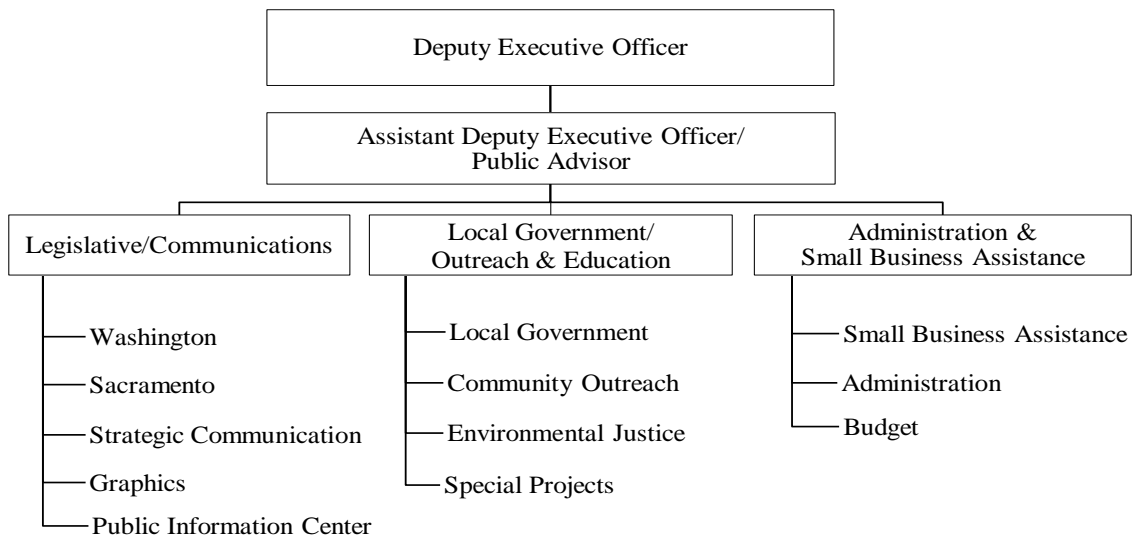 Deputy Executive Officer
Assistant Deputy Executive Officer/
Public Advisor
Legislative/Communications
Washington
Sacramento
Strategic Communication
Graphics
Public Information Center
Local Government/
Outreach & Education
Local Government
Community Outreach
Environmental Justice
Special Projects
Administration &
Small Business Assistance
Small Business Assistance
Administration
Budget